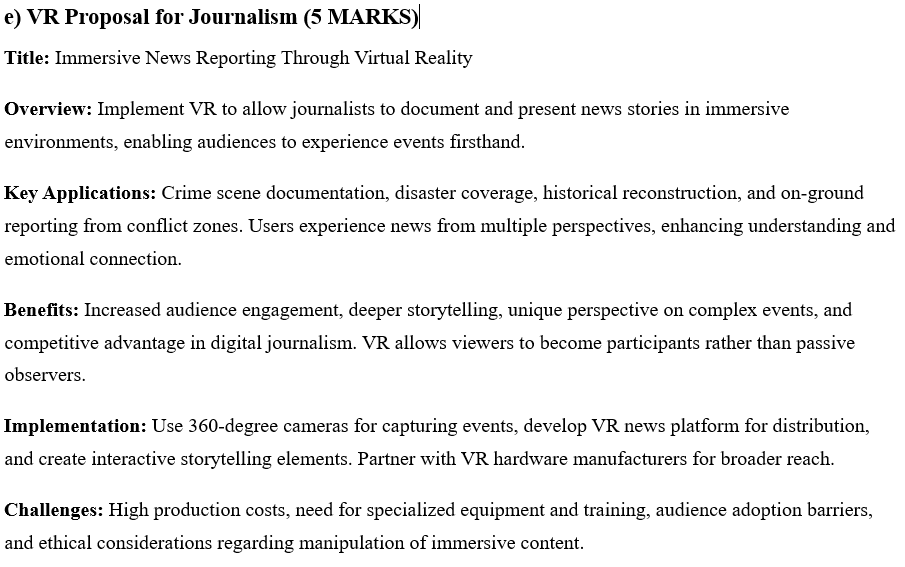 e) VR Proposal for Journalism (5 MARKS)
Title: Immersive News Reporting Through Virtual Reality
Overview: Implement VR to allow journalists to document and present news stories in immersive
environments, enabling audiences to experience events firsthand.
Key Applications: Crime scene documentation, disaster coverage, historical reconstruction, and on-ground
reporting from conflict zones. Users experience news from multiple perspectives, enhancing understanding and
emotional connection.
Benefits: Increased audience engagement, deeper storytelling, unique perspective on complex events, and
competitive advantage in digital journalism. VR allows viewers to become participants rather than passive
observers.
Implementation: Use 360-degree cameras for capturing events, develop VR news platform for distribution,
and create interactive storytelling elements. Partner with VR hardware manufacturers for broader reach.
Challenges: High production costs, need for specialized equipment and training, audience adoption barriers,
and ethical considerations regarding manipulation of immersive content.